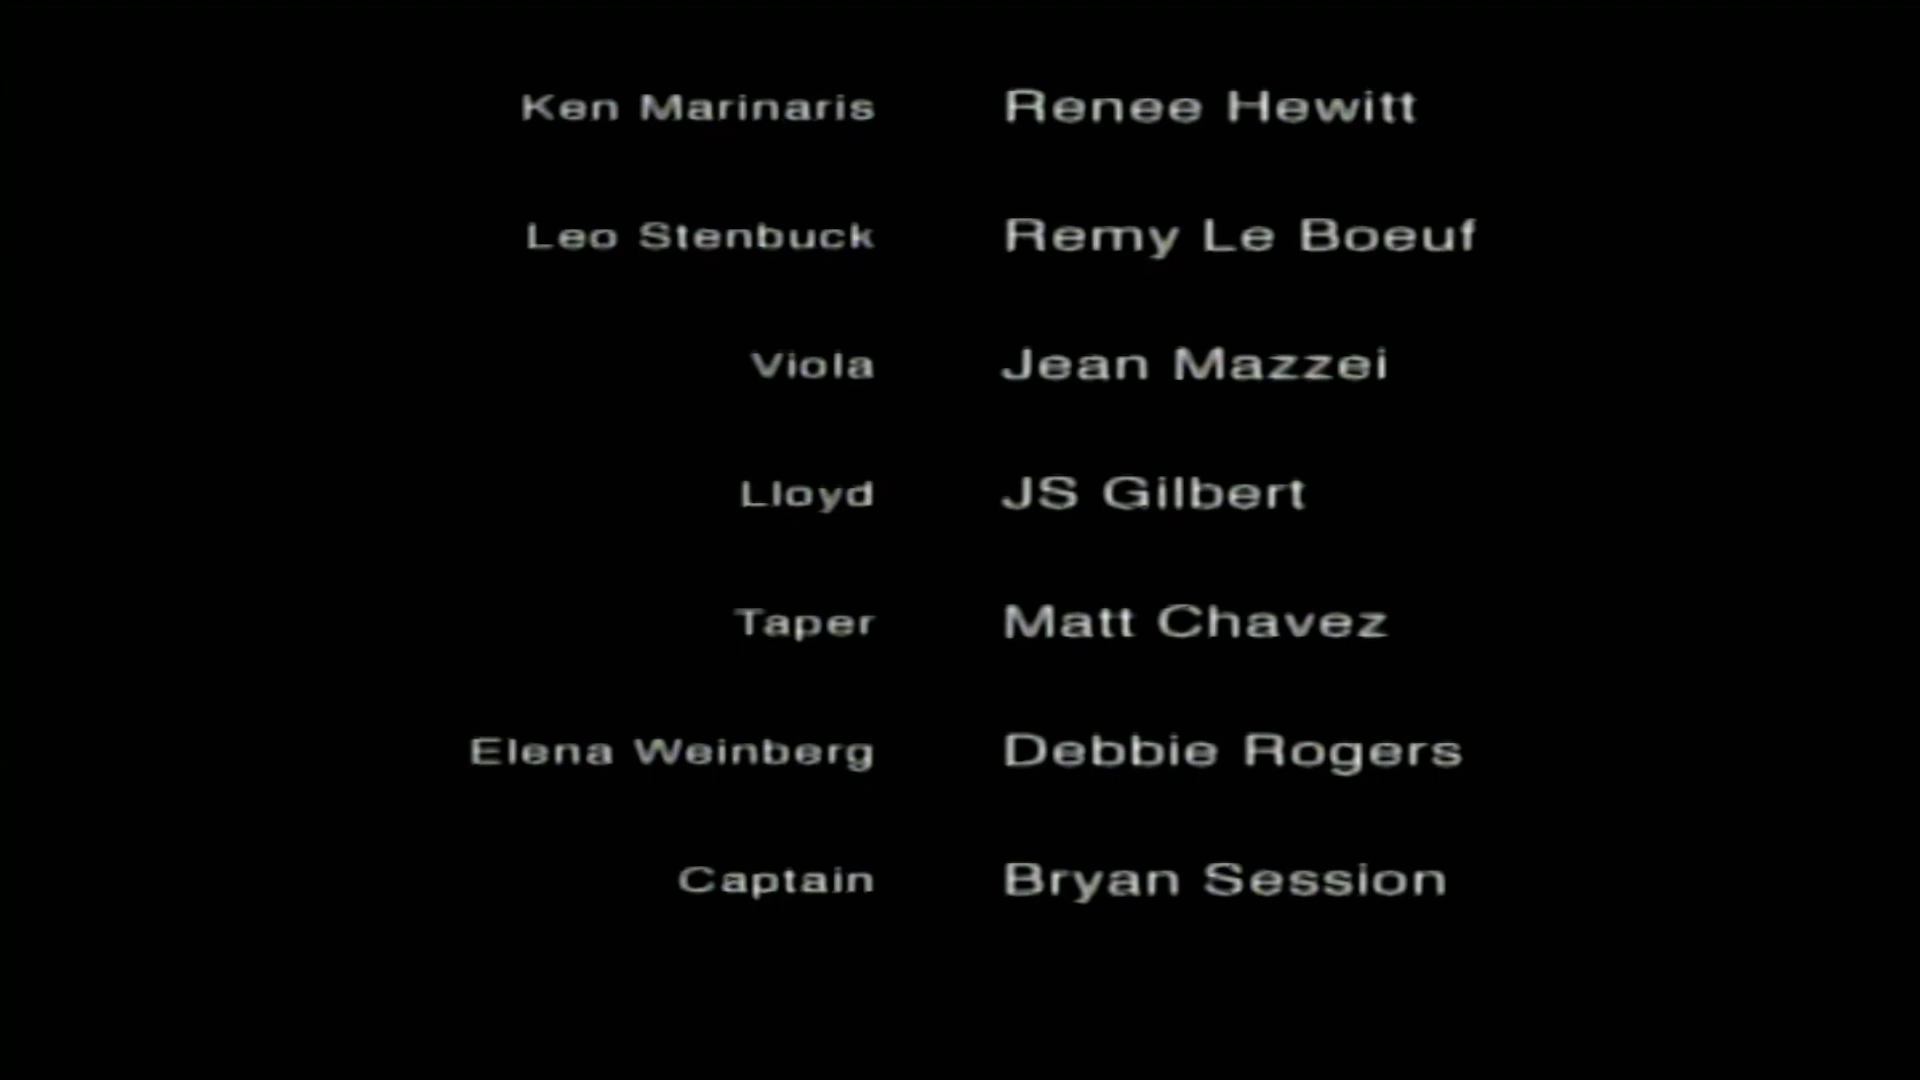 Ken Marinaris Renee Hewitt
Leo Stenbuck Remy Le Boeuf
Viola Jean Mazzei
Lloyd JS Gilbert
Taper Matt Chavez
Elena Weinberg Debbie Rogers
Captain Bryan Session